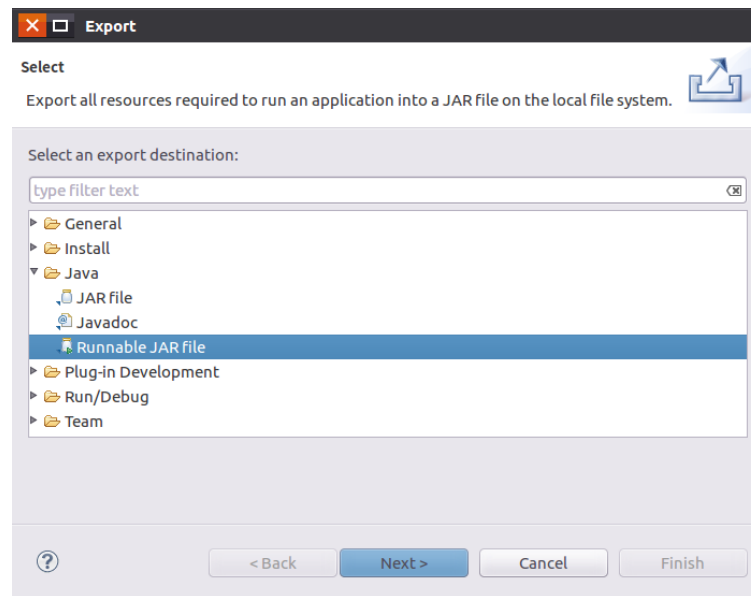 Export
Select
Export all resources required to run an application into a JAR file on the local file system.
Select an export destination:
type filter text
General
Install
Java
JAR file
Javadoc
Runnable JAR file
Plug-in Development
Run/Debug
Team
? < Back Next > Cancel Finish